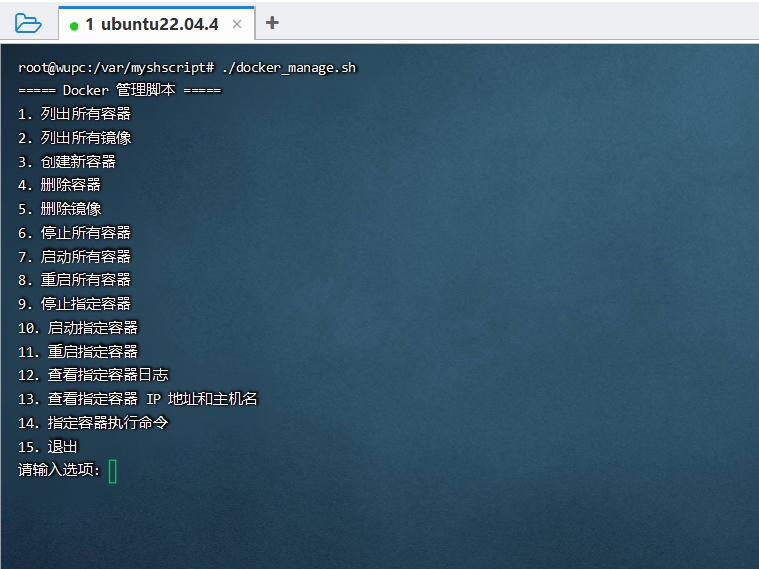 1 ubuntu22.04.4 × +
root@wupc:/var/myshscript# ./docker_manage.sh
===== Docker 管理脚本 =====
1. 列出所有容器
2. 列出所有镜像
3. 创建新容器
4. 删除容器
5. 删除镜像
6. 停止所有容器
7. 启动所有容器
8. 重启所有容器
9. 停止指定容器
10. 启动指定容器
11. 重启指定容器
12. 查看指定容器日志
13. 查看指定容器 IP 地址和主机名
14. 指定容器执行命令
15. 退出
请输入选项: